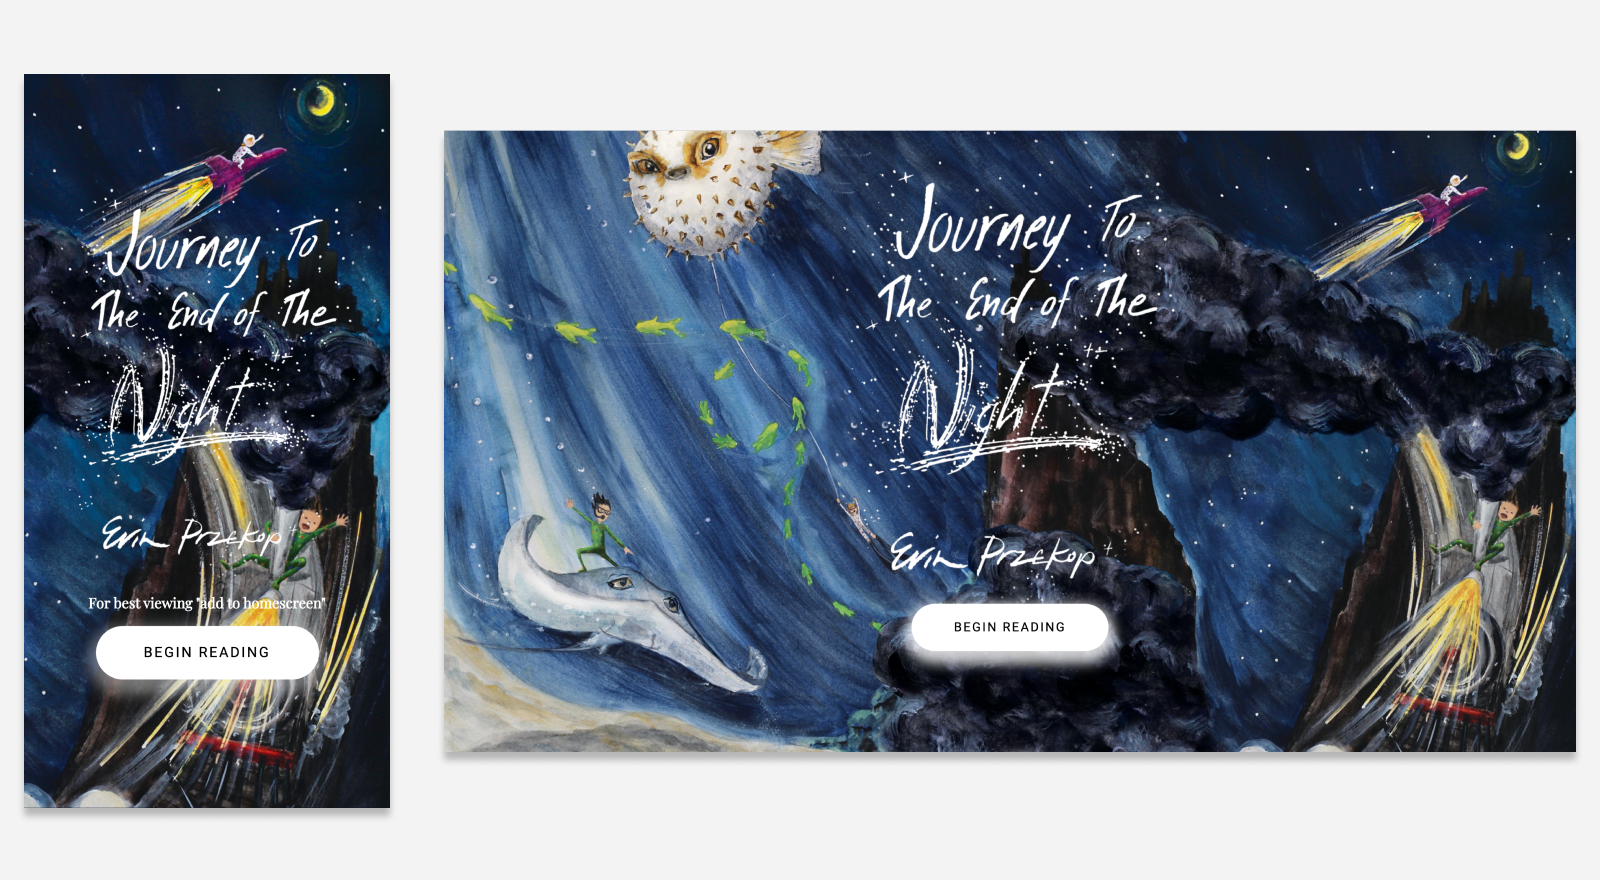 Journey To
The End of The
Night
Erin Przekop
For best viewing "add to homescreen"
BEGIN READING
Journey To
The End of The
Night
Erin Przekop
BEGIN READING